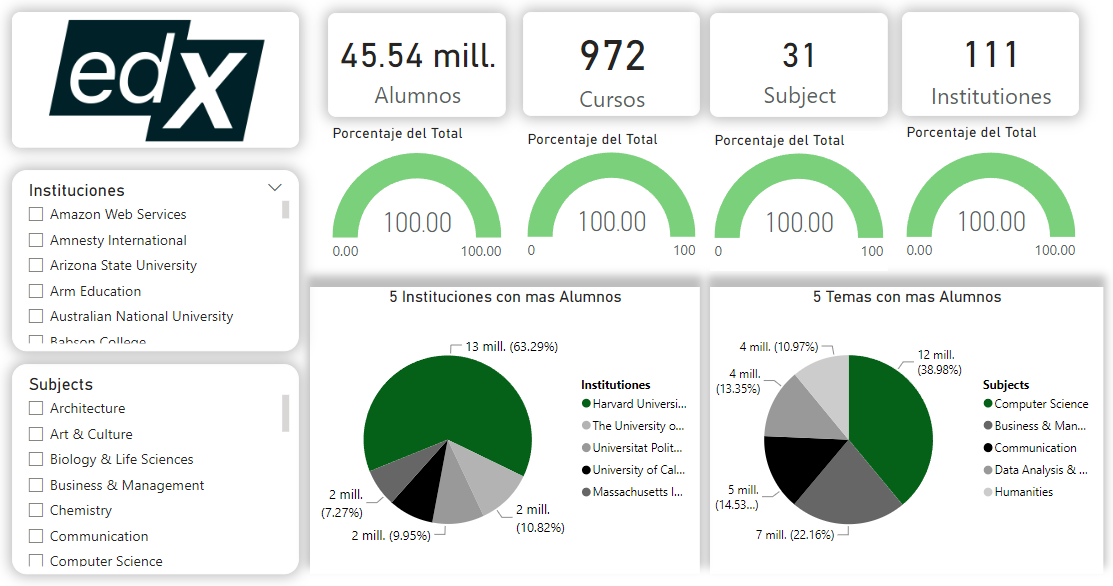 edX
45.54 mill.
Alumnos
972
Cursos
31
Subject
111
Institutiones
Porcentaje del Total
100.00
0.00
100.00
Porcentaje del Total
100.00
0
100
Porcentaje del Total
100.00
0
100
Porcentaje del Total
100.00
0.00
100.00
Instituciones
Amazon Web Services
Amnesty International
Arizona State University
Arm Education
Australian National University
Babson College
Subjects
Architecture
Art & Culture
Biology & Life Sciences
Business & Management
Chemistry
Communication
Computer Science
5 Instituciones con mas Alumnos
13 mill. (63.29%)
2 mill.
(10.82%)
2 mill. (9.95%)
2 mill.
(7.27%)
Institutiones
Harvard Universi...
The University o...
Universitat Polit...
University of Cal...
Massachusetts I...
5 Temas con mas Alumnos
12 mill.
(38.98%)
7 mill. (22.16%)
5 mill.
(14.53...)
4 mill.
(13.35%)
4 mill. (10.97%)
Subjects
Computer Science
Business & Man...
Communication
Data Analysis & ...
Humanities